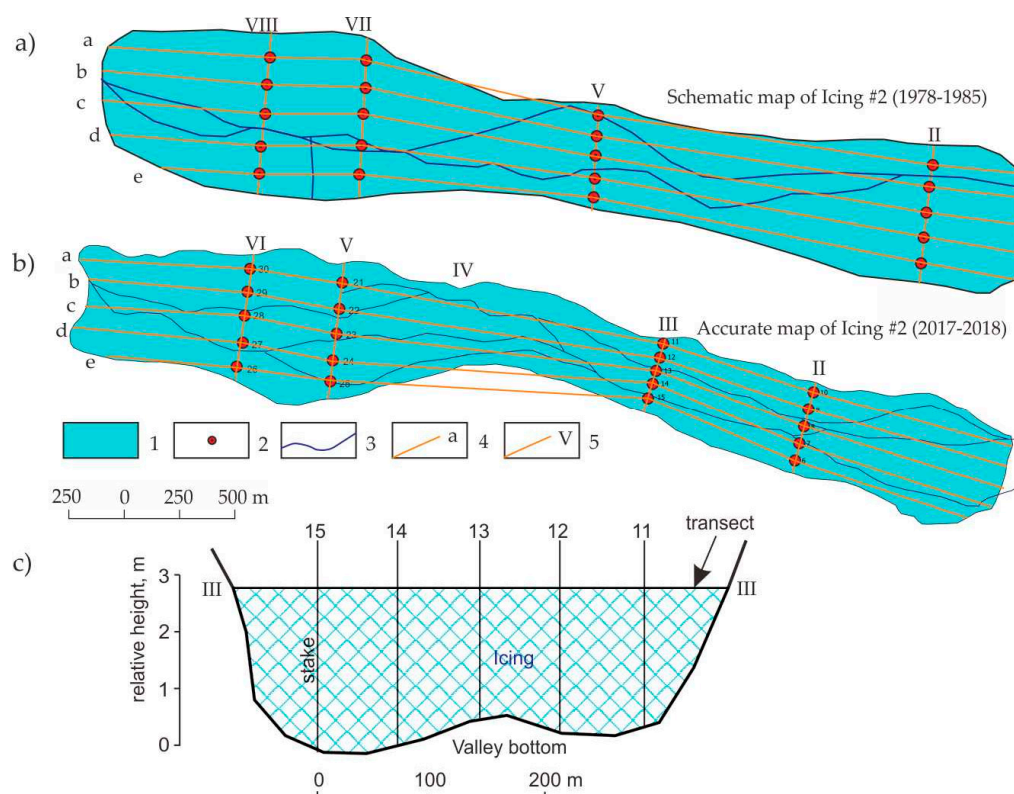 a)
VIII
VII
a
b
c
d
e
V
Schematic map of Icing #2 (1978-1985)
II
b)
VI
V
IV
III
II
a
b
c
d
e
30
29
28
27
26
21
22
23
24
11
12
13
14
15
10
Accurate map of Icing #2 (2017-2018)
1
2
3
a
4
V
5
250
0
250
500 m
c)
15
14
13
12
11
transect
relative height, m
3
2
1
0
III
III
stake
Icing
Valley bottom
0
100
200 m